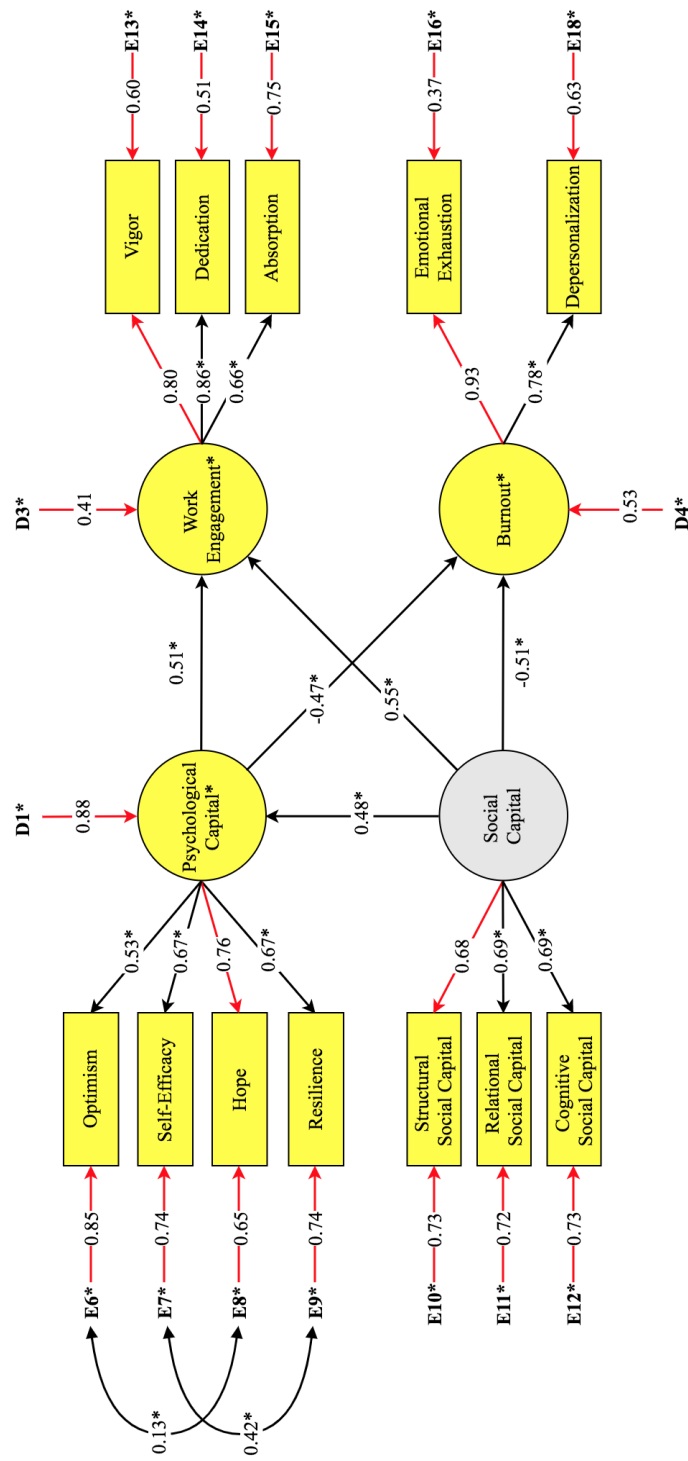 D1*
0.88
D3*
0.41
E6*
0.85
Optimism
0.53*
E7*
0.74
Self-Efficacy
0.67*
E8*
0.65
Hope
0.76
E9*
0.74
Resilience
0.67*
0.13*
0.42*
Psychological
Capital*
0.51*
Work
Engagement*
0.80
Vigor
0.60
E13*
0.86*
Dedication
0.51
E14*
0.66*
Absorption
0.75
E15*
0.48*
-0.47*
0.55*
E10*
0.73
Structural
Social Capital
0.68
E11*
0.72
Relational
Social Capital
0.69*
E12*
0.73
Cognitive
Social Capital
0.69*
Social
Capital
-0.51*
Burnout*
0.93
Emotional
Exhaustion
0.37
E16*
0.78*
Depersonalization
0.63
E18*
0.53
D4*